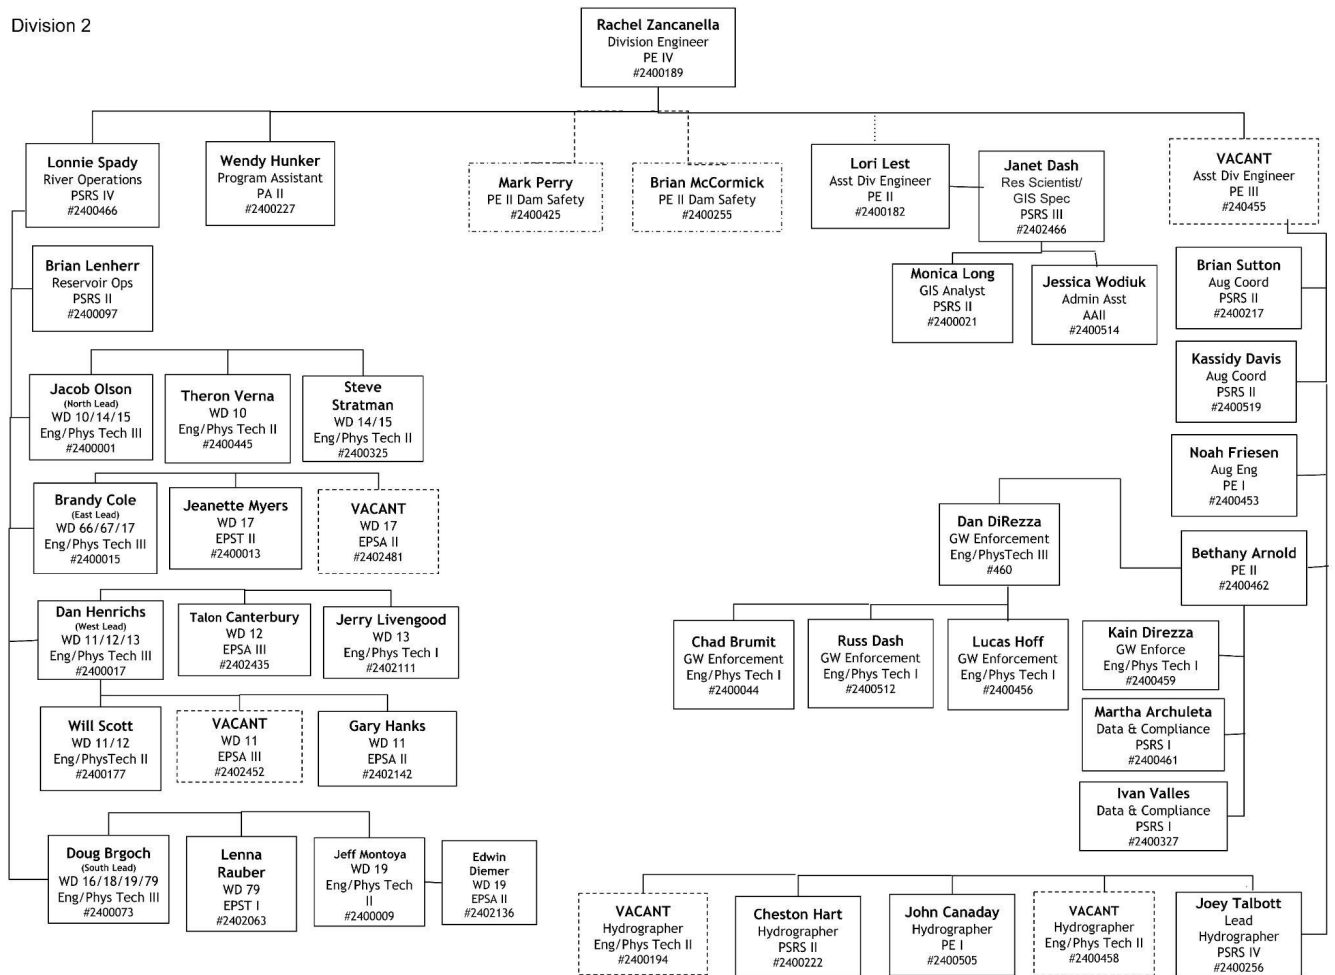 Division 2
Rachel Zancanella
Division Engineer
PE IV
#2400189
Lonnie Spady
River Operations
PSRS IV
#2400466
Wendy Hunker
Program Assistant
PA II
#2400227
Mark Perry
PE II Dam Safety
#2400425
Brian McCormick
PE II Dam Safety
#2400255
Lori Lest
Asst Div Engineer
PE II
#2400182
Janet Dash
Res Scientist/
GIS Spec
PSRS III
#2402466
VACANT
Asst Div Engineer
PE III
#240455
Brian Lenherr
Reservoir Ops
PSRS II
#2400097
Monica Long
GIS Analyst
PSRS II
#2400021
Jessica Wodiuk
Admin Asst
AAII
#2400514
Brian Sutton
Aug Coord
PSRS II
#2400217
Kassidy Davis
Aug Coord
PSRS II
#2400519
Noah Friesen
Aug Eng
PE I
#2400453
Jacob Olson
(North Lead)
WD 10/14/15
Eng/Phys Tech III
#2400001
Theron Verna
WD 10
Eng/Phys Tech II
#2400445
Steve
Stratman
WD 14/15
Eng/Phys Tech II
#2400325
Brandy Cole
(East Lead)
WD 66/67/17
Eng/Phys Tech III
#2400015
Jeanette Myers
WD 17
EPST II
#2400013
VACANT
WD 17
EPSA II
#2402481
Dan DiRezza
GW Enforcement
Eng/PhysTech III
#460
Bethany Arnold
PE II
#2400462
Dan Henrichs
(West Lead)
WD 11/12/13
Eng/Phys Tech III
#2400017
Talon Canterbury
WD 12
EPSA III
#2402435
Jerry Livengood
WD 13
Eng/Phys Tech I
#2402111
Chad Brumit
GW Enforcement
Eng/Phys Tech I
#2400044
Russ Dash
GW Enforcement
Eng/Phys Tech I
#2400512
Lucas Hoff
GW Enforcement
Eng/Phys Tech I
#2400456
Kain Direzza
GW Enforce
Eng/Phys Tech I
#2400459
Martha Archuleta
Data & Compliance
PSRS I
#2400461
Ivan Valles
Data & Compliance
PSRS I
#2400327
Will Scott
WD 11/12
Eng/PhysTech II
#2400177
VACANT
WD 11
EPSA III
#2402452
Gary Hanks
WD 11
EPSA II
#2402142
Doug Brgoch
(South Lead)
WD 16/18/19/79
Eng/Phys Tech III
#2400073
Lenna
Rauber
WD 79
EPST I
#2402063
Jeff Montoya
WD 19
Eng/Phys Tech
II
#2400009
Edwin
Diemer
WD 19
EPSA II
#2402136
VACANT
Hydrographer
Eng/Phys Tech II
#2400194
Cheston Hart
Hydrographer
PSRS II
#2400222
John Canaday
Hydrographer
PE I
#2400505
VACANT
Hydrographer
Eng/Phys Tech II
#2400458
Joey Talbott
Lead
Hydrographer
PSRS IV
#2400256